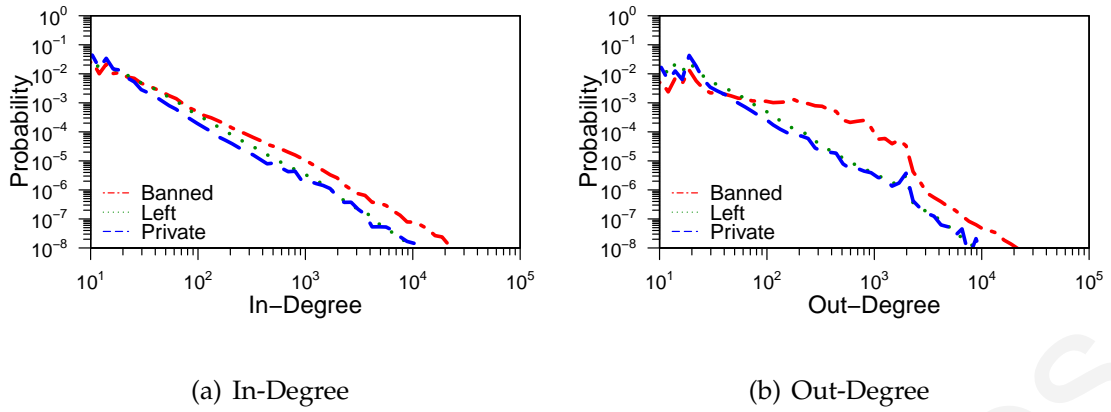 10^0
10^-1
10^-2
10^-3
10^-4
10^-5
10^-6
10^-7
10^-8
Probability
Banned
Left
Private
10^1 10^2 10^3 10^4 10^5
In−Degree
(a) In-Degree
10^0
10^-1
10^-2
10^-3
10^-4
10^-5
10^-6
10^-7
10^-8
Probability
Banned
Left
Private
10^1 10^2 10^3 10^4 10^5
Out−Degree
(b) Out-Degree